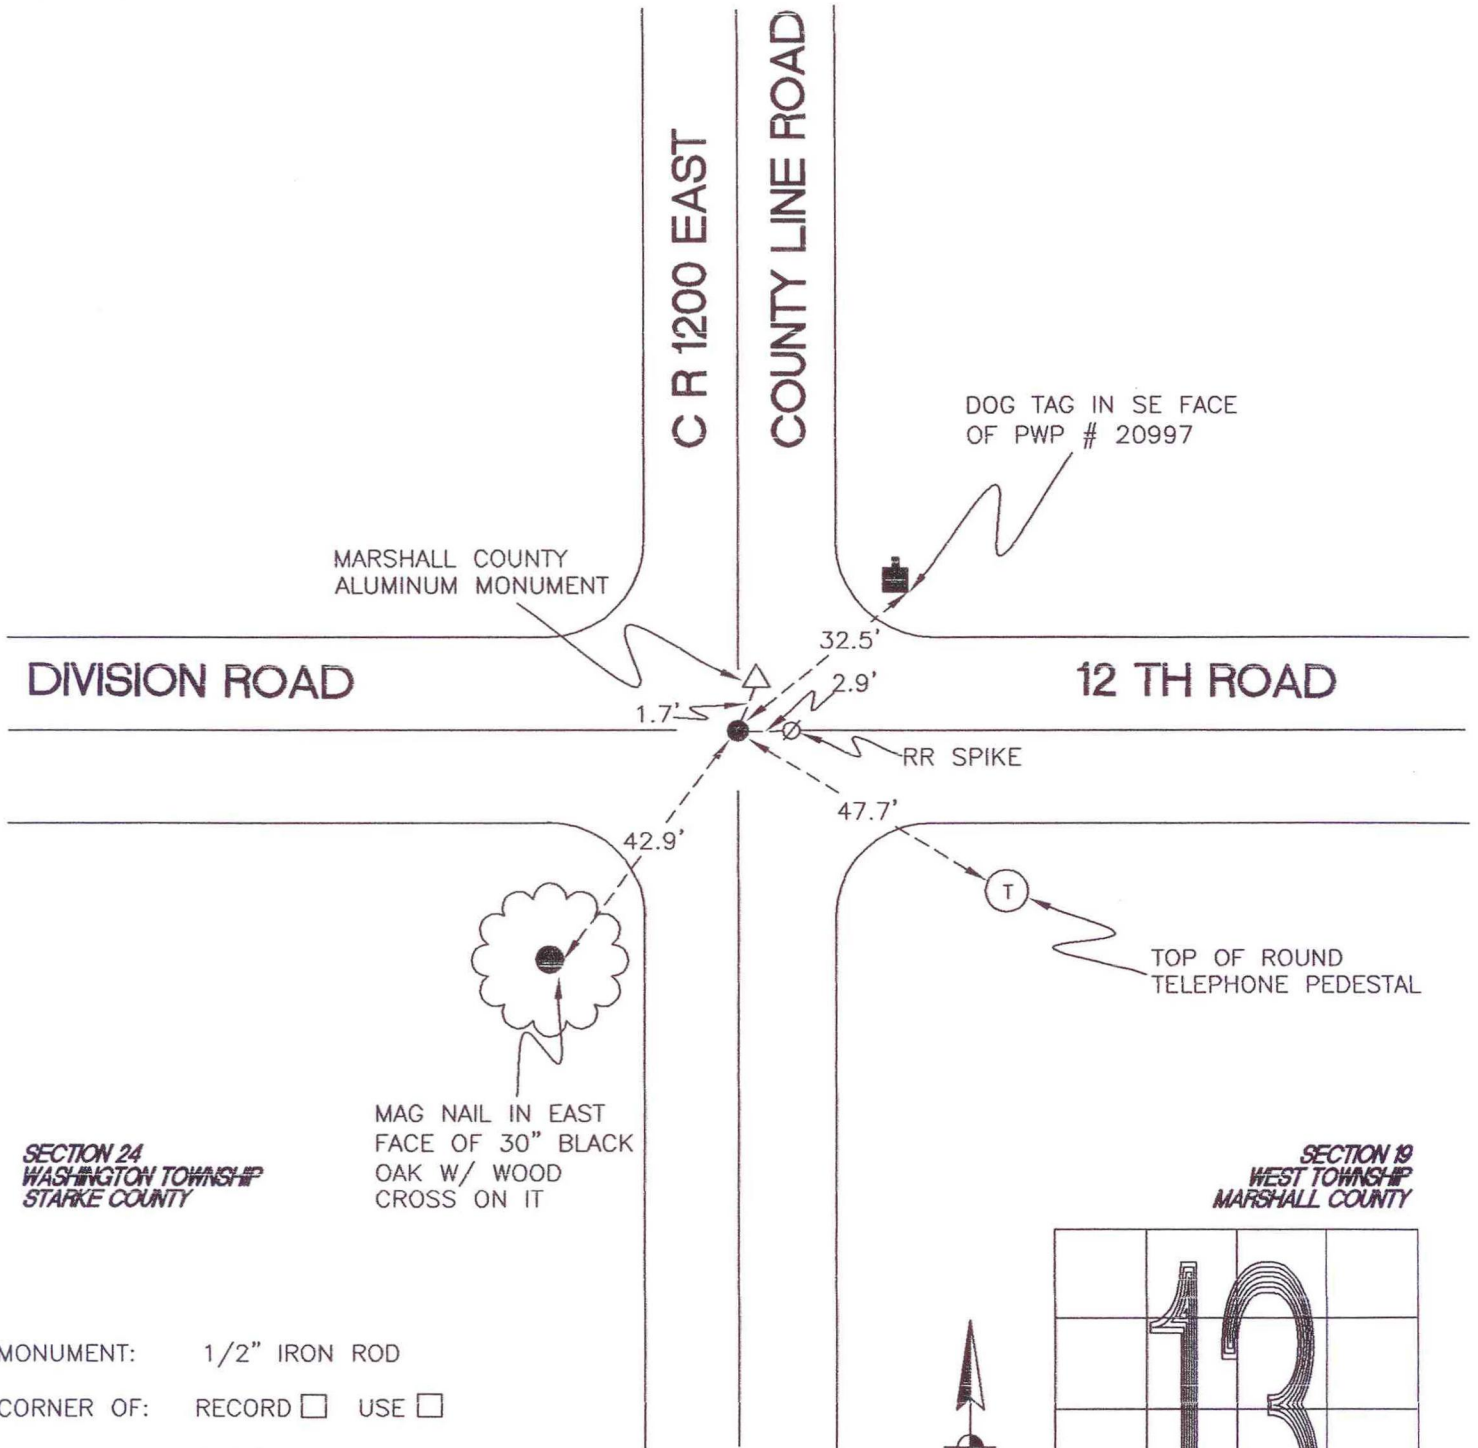 C R 1200 EAST
COUNTY LINE ROAD
DOG TAG IN SE FACE
OF PWP # 20997
MARSHALL COUNTY
ALUMINUM MONUMENT
32.5'
DIVISION ROAD
12 TH ROAD
2.9'
1.7'
RR SPIKE
47.7'
42.9'
T
TOP OF ROUND
TELEPHONE PEDESTAL
MAG NAIL IN EAST
FACE OF 30" BLACK
OAK W/ WOOD
CROSS ON IT
SECTION 24
WASHINGTON TOWNSHIP
STARKE COUNTY
SECTION 19
WEST TOWNSHIP
MARSHALL COUNTY
13
MONUMENT: 1/2" IRON ROD
CORNER OF: RECORD □ USE □